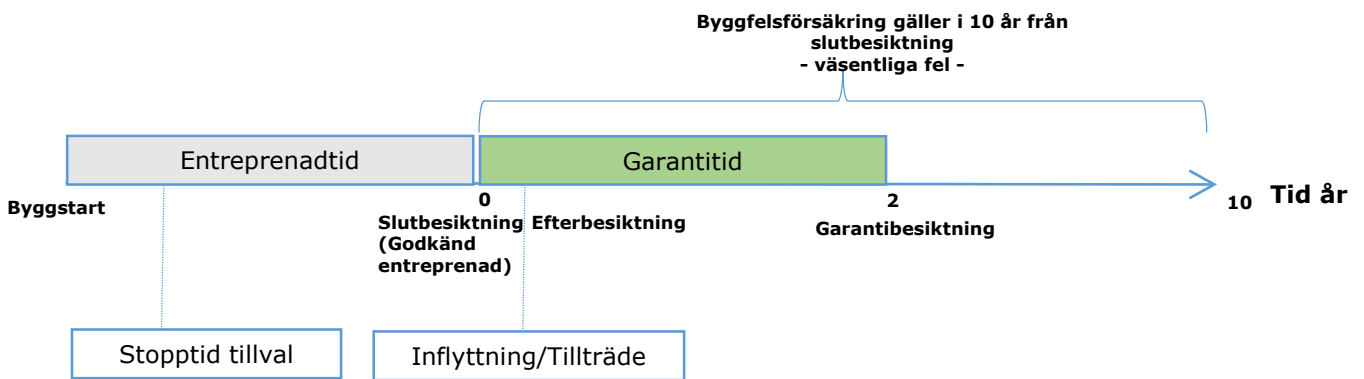 Byggfelsförsäkring gäller i 10 år från
slutbesiktning
- väsentliga fel -
Entreprenadtid
Garantitid
Byggstart
0
2
10
Tid år
Slutbesiktning
(Godkänd
entreprenad)
Efterbesiktning
Garantibesiktning
Stopptid tillval
Inflyttning/Tillträde